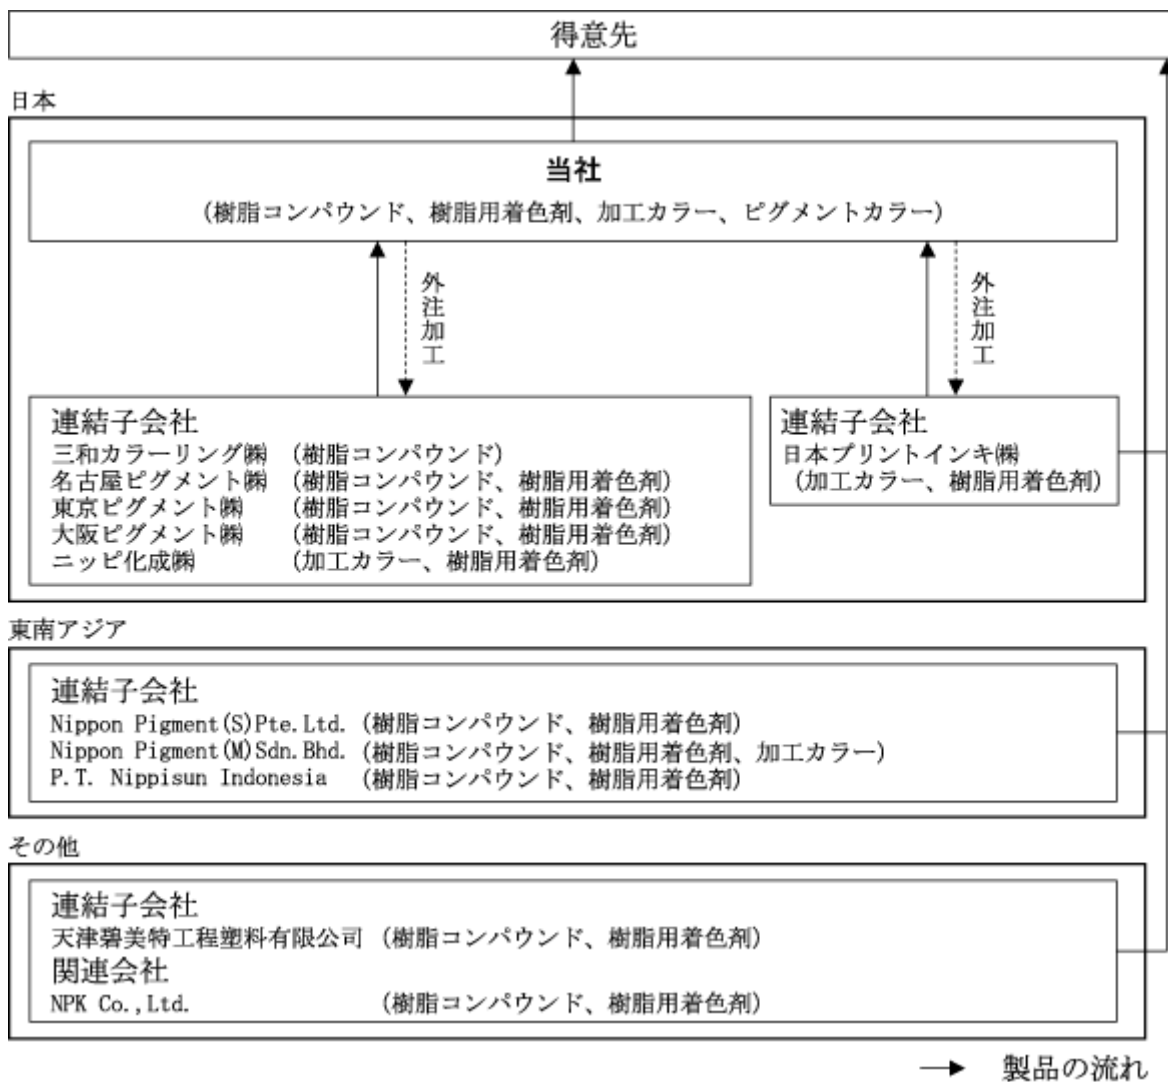 得意先
日本
当社
(樹脂コンパウンド、樹脂用着色剤、加工カラー、ピグメントカラー)
外注加工
外注加工
連結子会社
三和カラーリング㈱ (樹脂コンパウンド)
名古屋ピグメント㈱ (樹脂コンパウンド、樹脂用着色剤)
東京ピグメント㈱ (樹脂コンパウンド、樹脂用着色剤)
大阪ピグメント㈱ (樹脂コンパウンド、樹脂用着色剤)
ニッピ化成㈱ (加工カラー、樹脂用着色剤)
連結子会社
日本プリントインキ㈱
(加工カラー、樹脂用着色剤)
東南アジア
連結子会社
Nippon Pigment(S)Pte.Ltd. (樹脂コンパウンド、樹脂用着色剤)
Nippon Pigment(M)Sdn.Bhd. (樹脂コンパウンド、樹脂用着色剤、加工カラー)
P.T. Nippisun Indonesia (樹脂コンパウンド、樹脂用着色剤)
その他
連結子会社
天津碧美特工程塑料有限公司 (樹脂コンパウンド、樹脂用着色剤)
関連会社
NPK Co.,Ltd. (樹脂コンパウンド、樹脂用着色剤)
製品の流れ